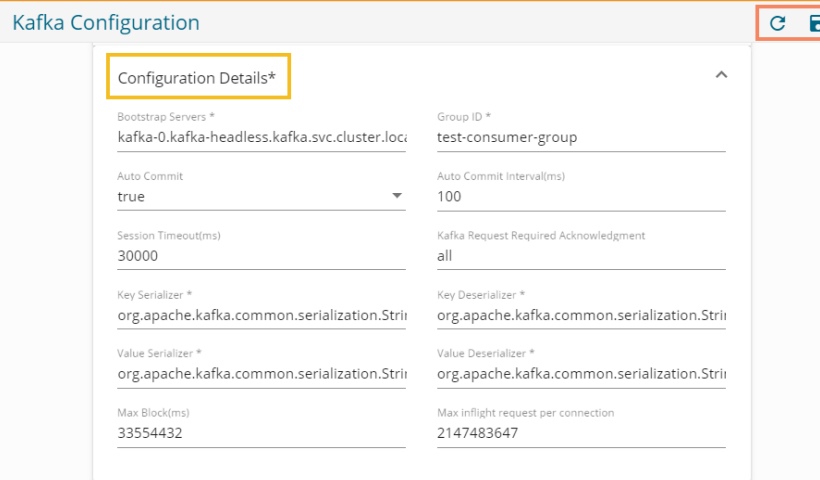 Kafka Configuration
Configuration Details*
Bootstrap Servers *
Group ID *
kafka-0.kafka-headless.kafka.svc.cluster.loca
test-consumer-group
Auto Commit
Auto Commit Interval(ms)
true
100
Session Timeout(ms)
Kafka Request Required Acknowledgment
30000
all
Key Serializer *
Key Deserializer *
org.apache.kafka.common.serialization.Strin
org.apache.kafka.common.serialization.Strin
Value Serializer *
Value Deserializer *
org.apache.kafka.common.serialization.Strin
org.apache.kafka.common.serialization.Strin
Max Block(ms)
Max inflight request per connection
33554432
2147483647